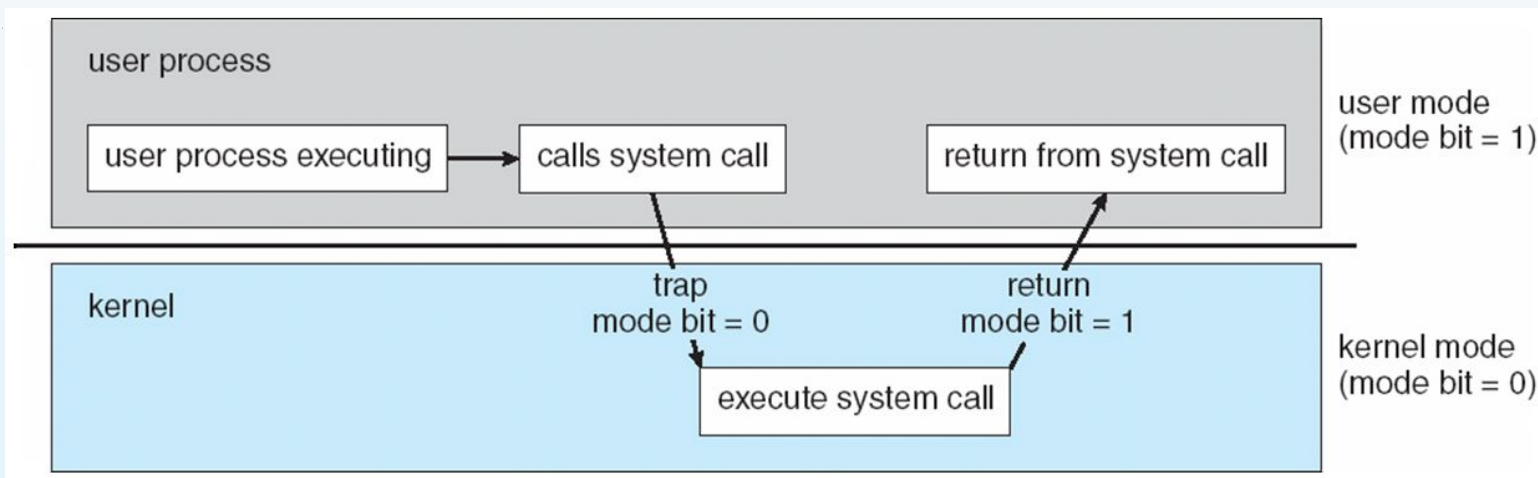 user process
user mode
(mode bit = 1)
user process executing
calls system call
return from system call
kernel
trap
mode bit = 0
return
mode bit = 1
kernel mode
(mode bit = 0)
execute system call